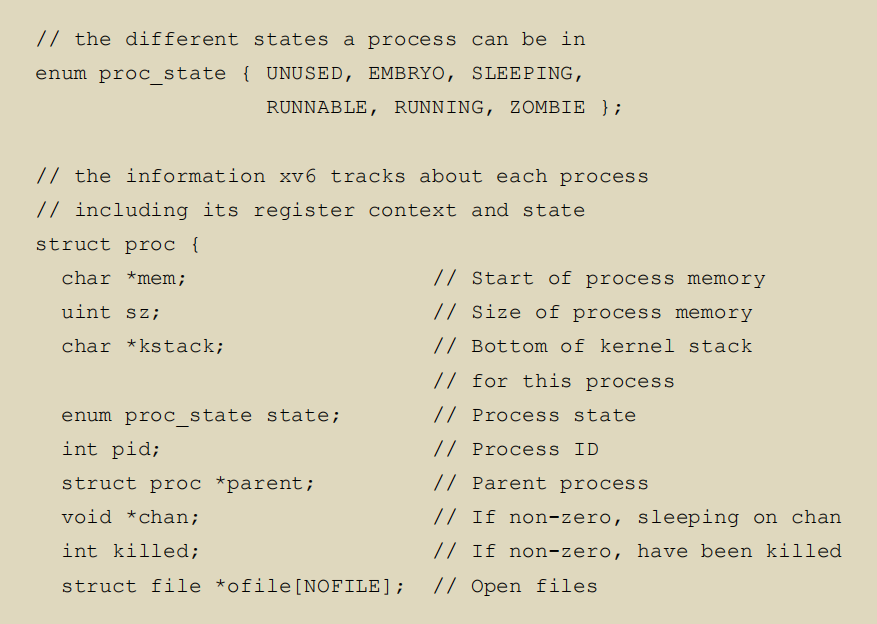 // the different states a process can be in
enum proc_state { UNUSED, EMBRYO, SLEEPING,
                  RUNNABLE, RUNNING, ZOMBIE };

// the information xv6 tracks about each process
// including its register context and state
struct proc {
  char *mem;                   // Start of process memory
  uint sz;                     // Size of process memory
  char *kstack;                // Bottom of kernel stack
                               // for this process
  enum proc_state state;       // Process state
  int pid;                     // Process ID
  struct proc *parent;         // Parent process
  void *chan;                  // If non-zero, sleeping on chan
  int killed;                  // If non-zero, have been killed
  struct file *ofile[NOFILE];  // Open files